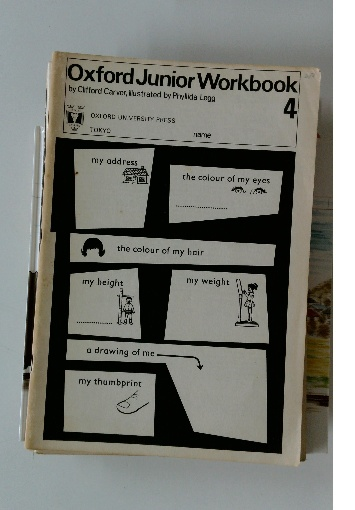 Oxford Junior Workbook
by Clifford Carver, illustrated by Phyllida Legg
4
OXFORD UNIVERSITY PRESS
TOKYO
name
my address
the colour of my eyes
the colour of my hair
my height
my weight
a drawing of me
my thumbprint